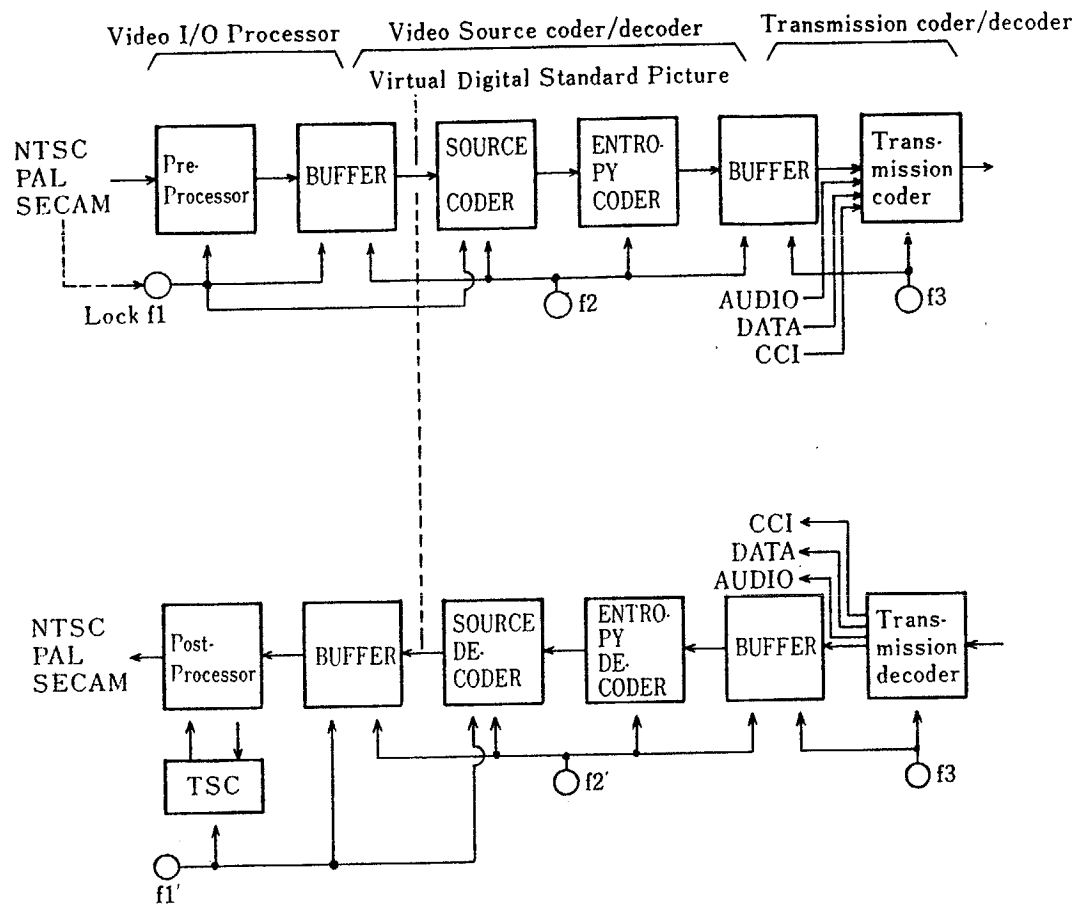 Video I/O Processor
Video Source coder/decoder
Transmission coder/decoder
Virtual Digital Standard Picture
NTSC
PAL
SECAM
Pre-
Processor
BUFFER
SOURCE
CODER
ENTRO-
PY
CODER
BUFFER
Trans-
mission
coder
Lock f1
f2
f3
AUDIO
DATA
CCI
CCI
DATA
AUDIO
NTSC
PAL
SECAM
Post-
Processor
BUFFER
SOURCE
DE-
CODER
ENTRO-
PY
DE-
CODER
BUFFER
Trans-
mission
decoder
TSC
f2'
f3
f1'